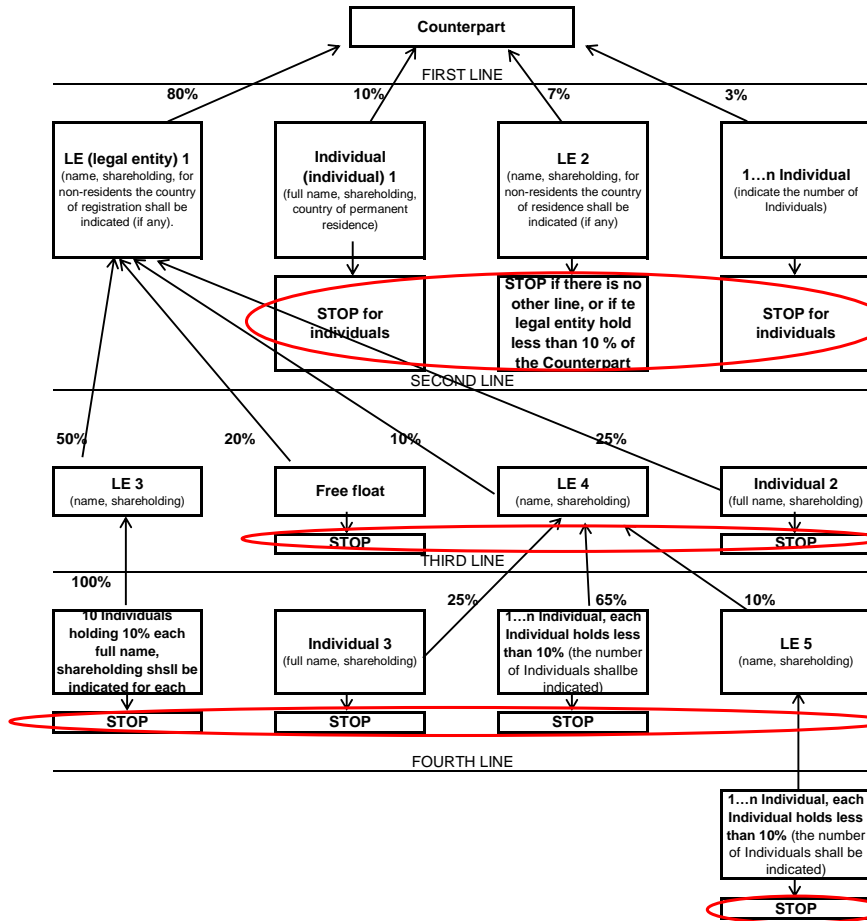 Counterpart
FIRST LINE
80%
10%
7%
3%
LE (legal entity) 1
(name, shareholding, for
non-residents the country
of registration shall be
indicated (if any).
Individual
(individual) 1
(full name, shareholding,
country of permanent
residence)
LE 2
(name, shareholding, for
non-residents the country
of residence shall be
indicated (if any)
1…n Individual
(indicate the number of
Individuals)
STOP for
individuals
STOP if there is no
other line, or if te
legal entity hold
less than 10 % of
the Counterpart
STOP for
individuals
SECOND LINE
50%
20%
10%
25%
LE 3
(name, shareholding)
Free float
LE 4
(name, shareholding)
Individual 2
(full name, shareholding)
STOP
STOP
THIRD LINE
100%
25%
65%
10%
10 Individuals
holding 10% each
full name,
shareholding shsll be
indicated for each
Individual 3
(full name, shareholding)
1…n Individual, each
Individual holds less
than 10% (the number
of Individuals shallbe
indicated)
LE 5
(name, shareholding)
STOP
STOP
STOP
FOURTH LINE
1…n Individual, each
Individual holds less
than 10% (the number
of Individuals shall be
indicated)
STOP